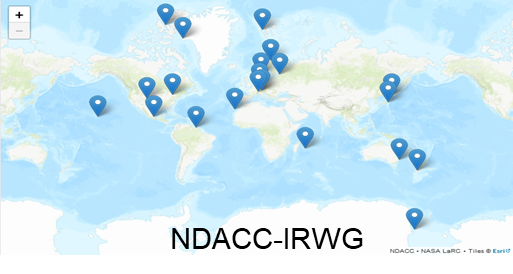 +
−
NDACC-IRWG
NDACC • NASA LaRC • Tiles © Esri